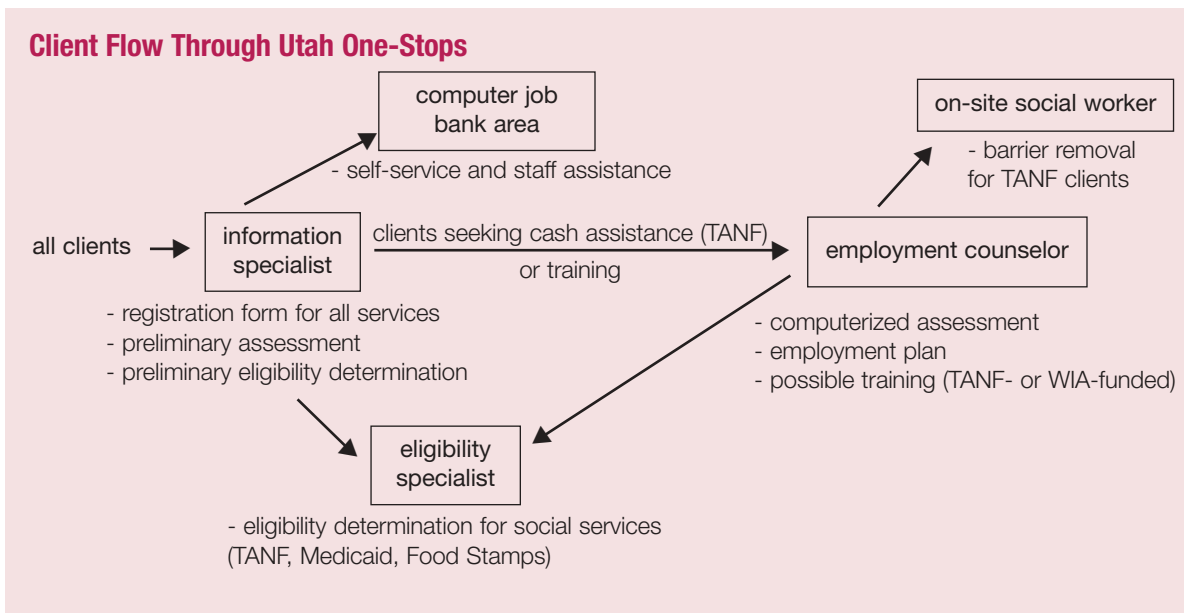 Client Flow Through Utah One-Stops
computer job
bank area
- self-service and staff assistance
on-site social worker
- barrier removal
for TANF clients
all clients
information
specialist
clients seeking cash assistance (TANF)
or training
employment counselor
- registration form for all services
- preliminary assessment
- preliminary eligibility determination
- computerized assessment
- employment plan
- possible training (TANF- or WIA-funded)
eligibility
specialist
- eligibility determination for social services
(TANF, Medicaid, Food Stamps)